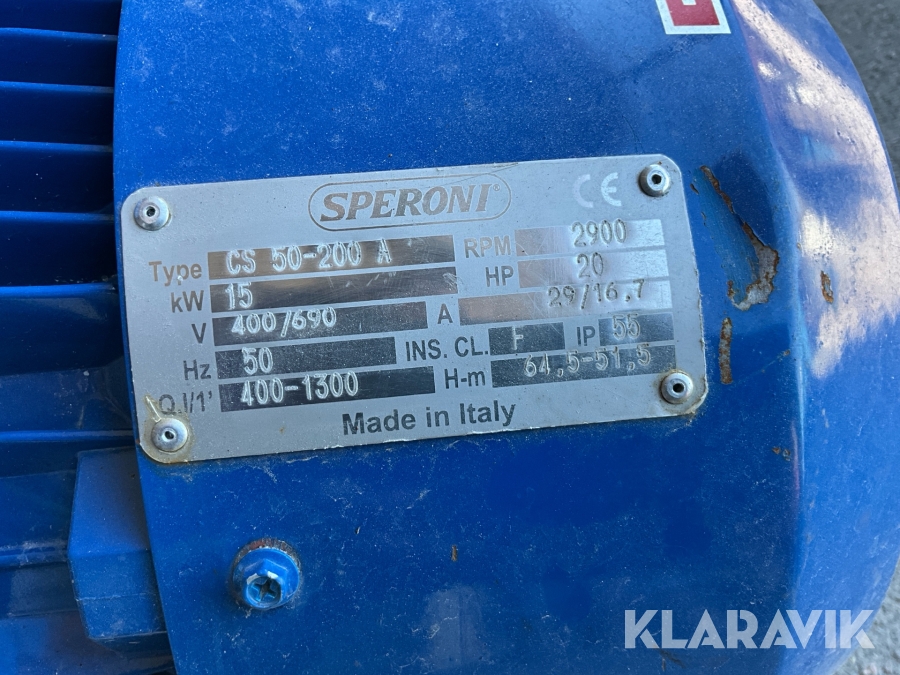 SPERONI®
CE
Type CS 50-200 A RPM 2900
kW 15 HP 20
V 400/690 A 29/16,7
Hz 50 INS. CL. F IP 55
Q.l/1' 400-1300 H-m 64,5-51,5
Made in Italy
KLARAVIK